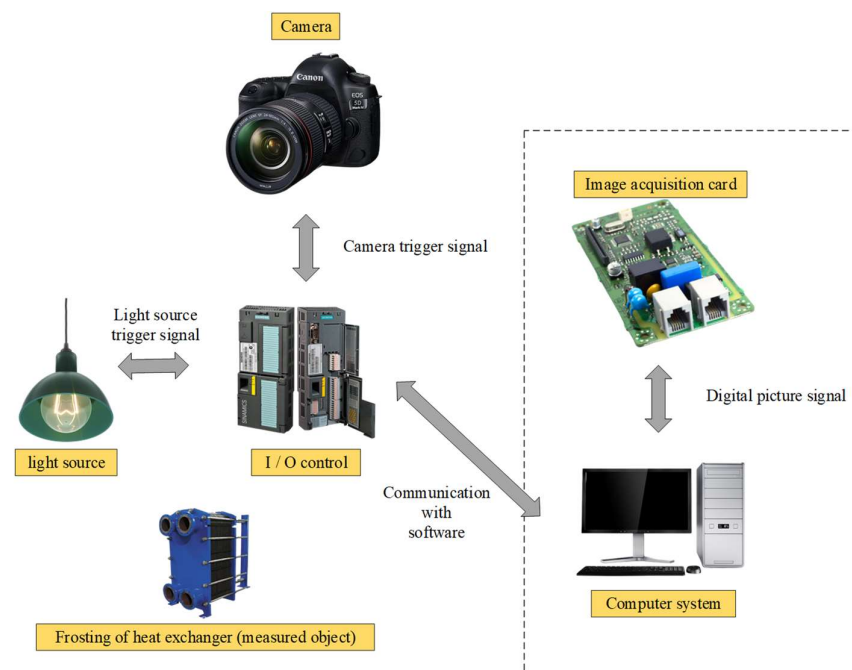 Camera
Canon
EOS
5D
Image acquisition card
Camera trigger signal
Light source
trigger signal
SINAMICS
Digital picture signal
light source
I / O control
Communication
with
software
Computer system
Frosting of heat exchanger (measured object)